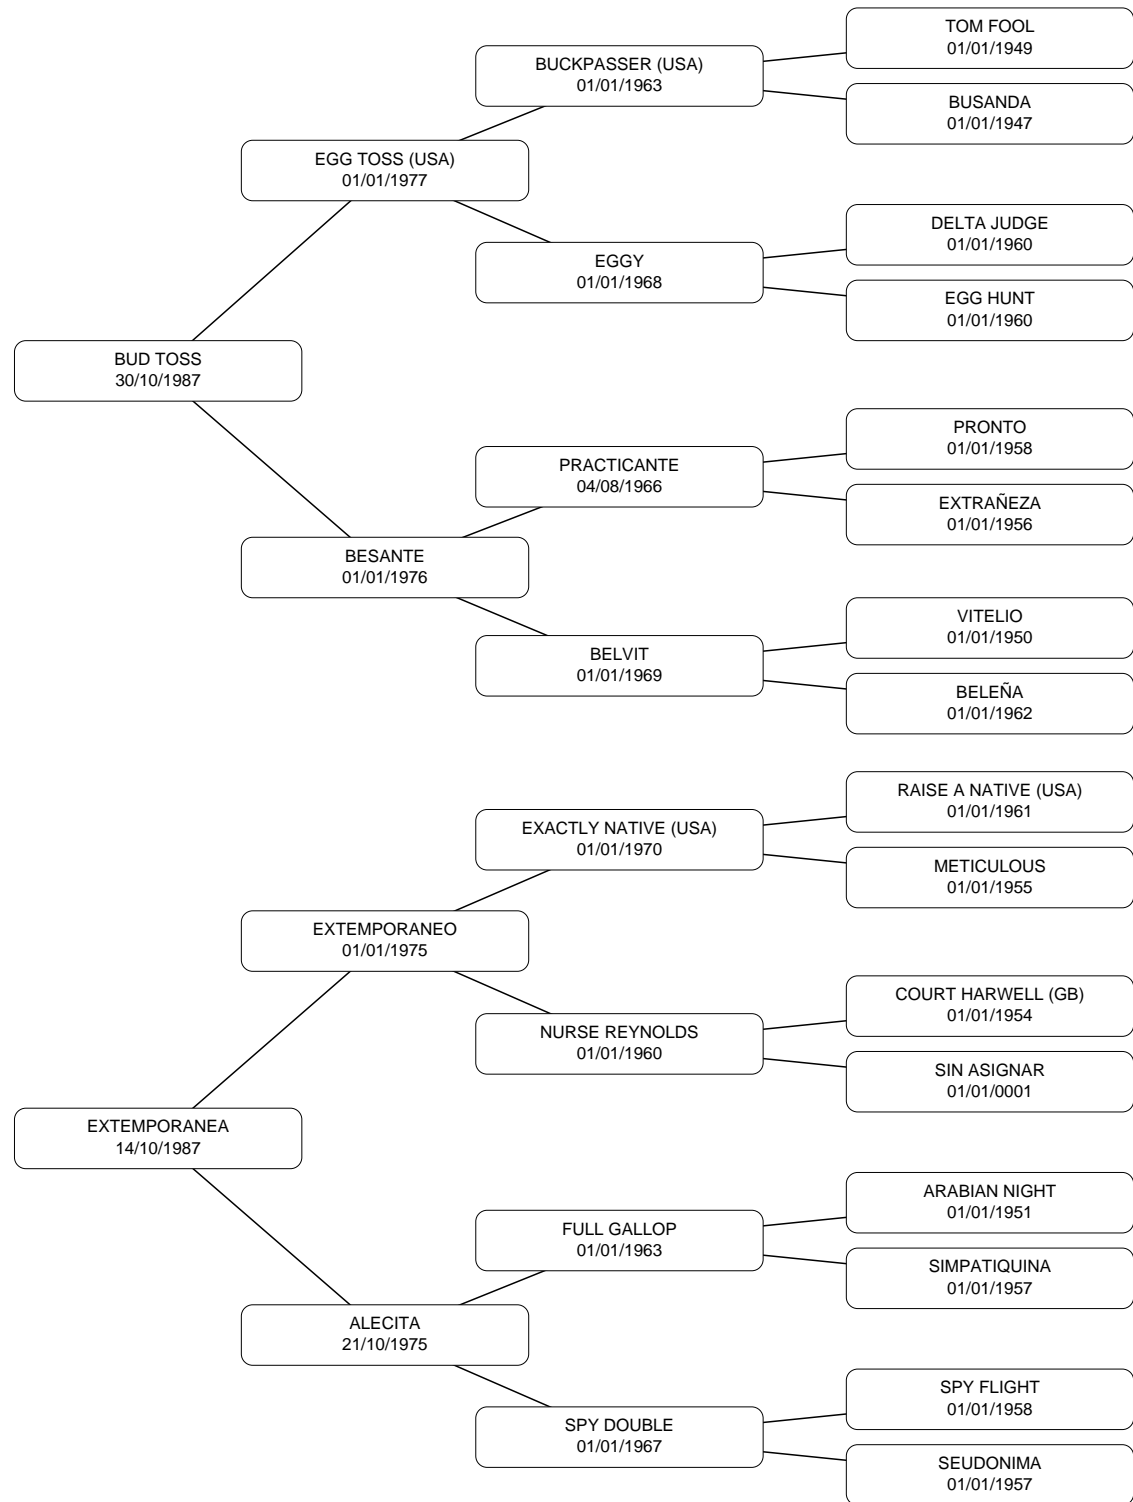 TOM FOOL
01/01/1949
BUCKPASSER (USA)
01/01/1963
BUSANDA
01/01/1947
EGG TOSS (USA)
01/01/1977
DELTA JUDGE
01/01/1960
EGGY
01/01/1968
EGG HUNT
01/01/1960
BUD TOSS
30/10/1987
PRONTO
01/01/1958
PRACTICANTE
04/08/1966
EXTRAÑEZA
01/01/1956
BESANTE
01/01/1976
VITELIO
01/01/1950
BELVIT
01/01/1969
BELEÑA
01/01/1962
RAISE A NATIVE (USA)
01/01/1961
EXACTLY NATIVE (USA)
01/01/1970
METICULOUS
01/01/1955
EXTEMPORANEO
01/01/1975
COURT HARWELL (GB)
01/01/1954
NURSE REYNOLDS
01/01/1960
SIN ASIGNAR
01/01/0001
EXTEMPORANEA
14/10/1987
ARABIAN NIGHT
01/01/1951
FULL GALLOP
01/01/1963
SIMPATIQUINA
01/01/1957
ALECITA
21/10/1975
SPY FLIGHT
01/01/1958
SPY DOUBLE
01/01/1967
SEUDONIMA
01/01/1957